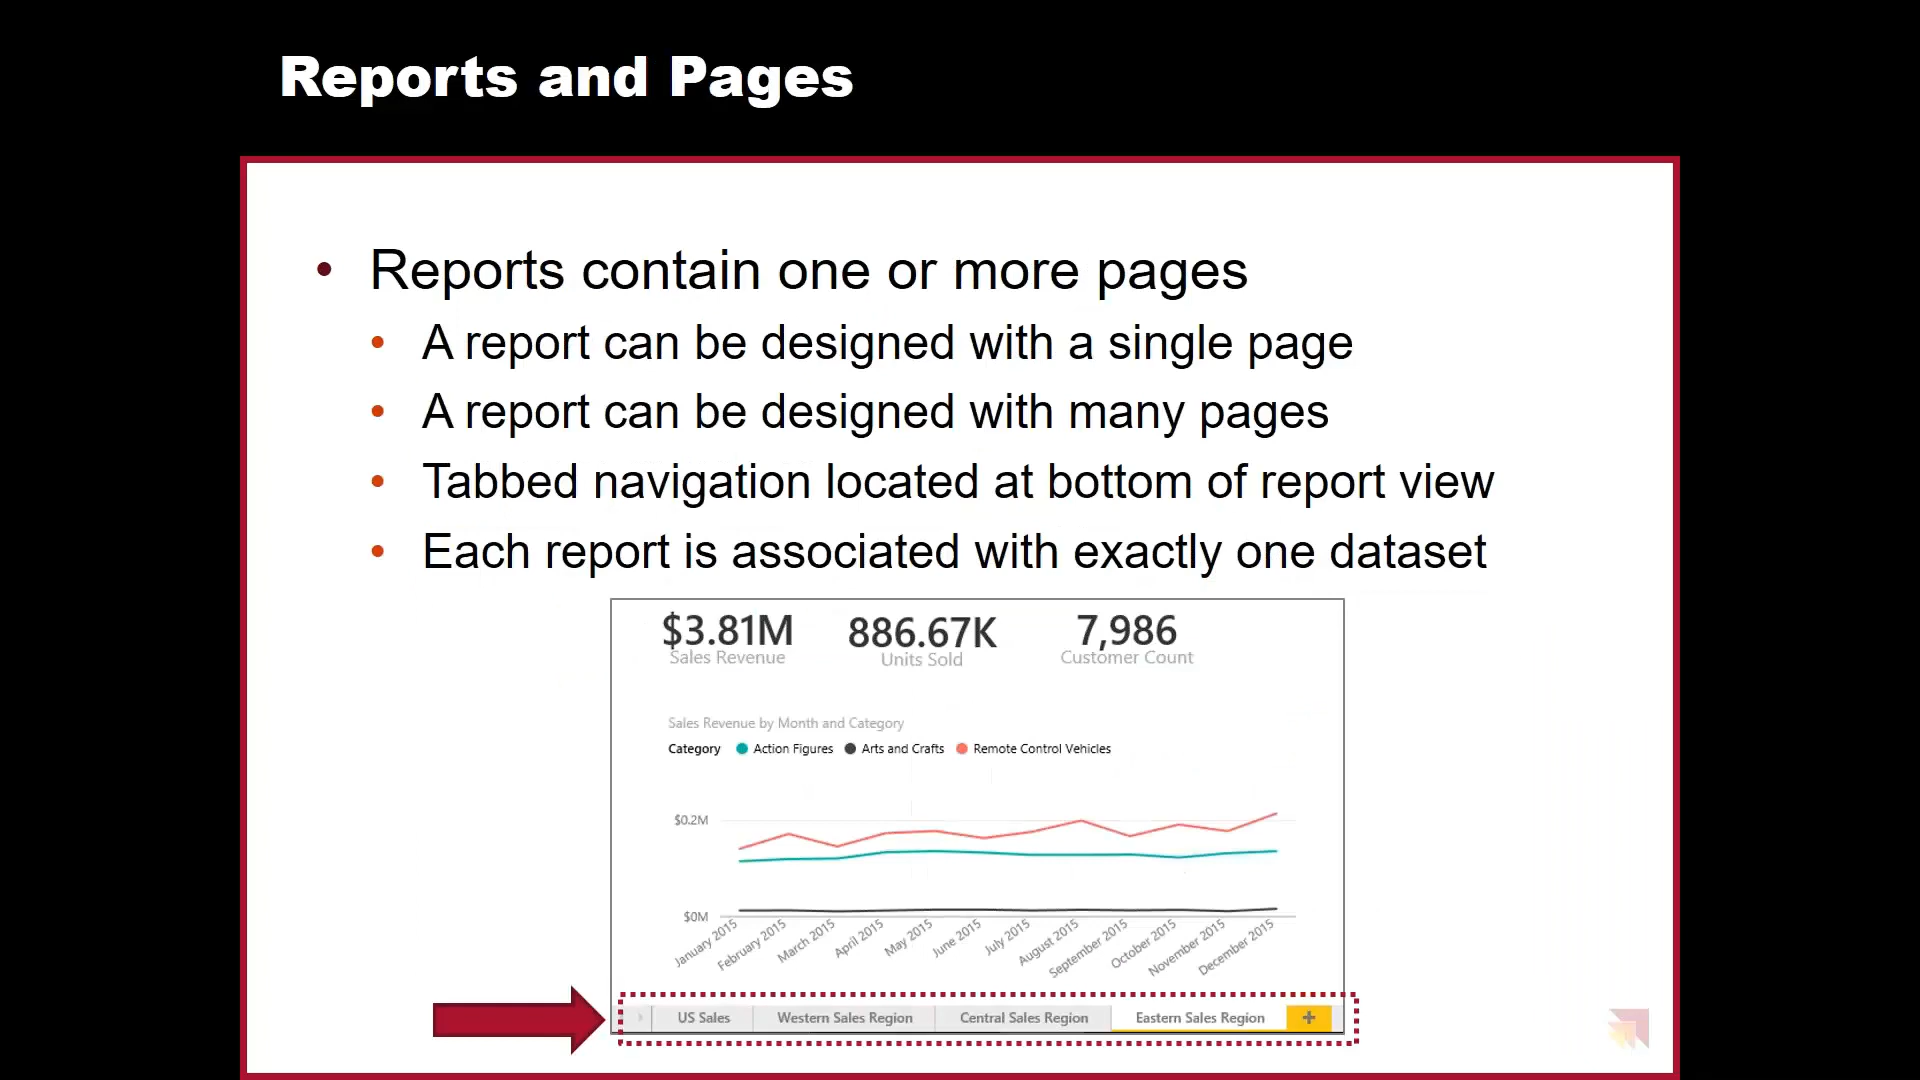 Reports and Pages
• Reports contain one or more pages
• A report can be designed with a single page
• A report can be designed with many pages
• Tabbed navigation located at bottom of report view
• Each report is associated with exactly one dataset
$3.81M 886.67K 7,986
Sales Revenue Units Sold Customer Count
Sales Revenue by Month and Category
Category Action Figures Arts and Crafts Remote Control Vehicles
$0.2M
$0M
January 2015 February 2015 March 2015 April 2015 May 2015 June 2015 July 2015 August 2015 September 2015 October 2015 November 2015 December 2015
US Sales Western Sales Region Central Sales Region Eastern Sales Region +